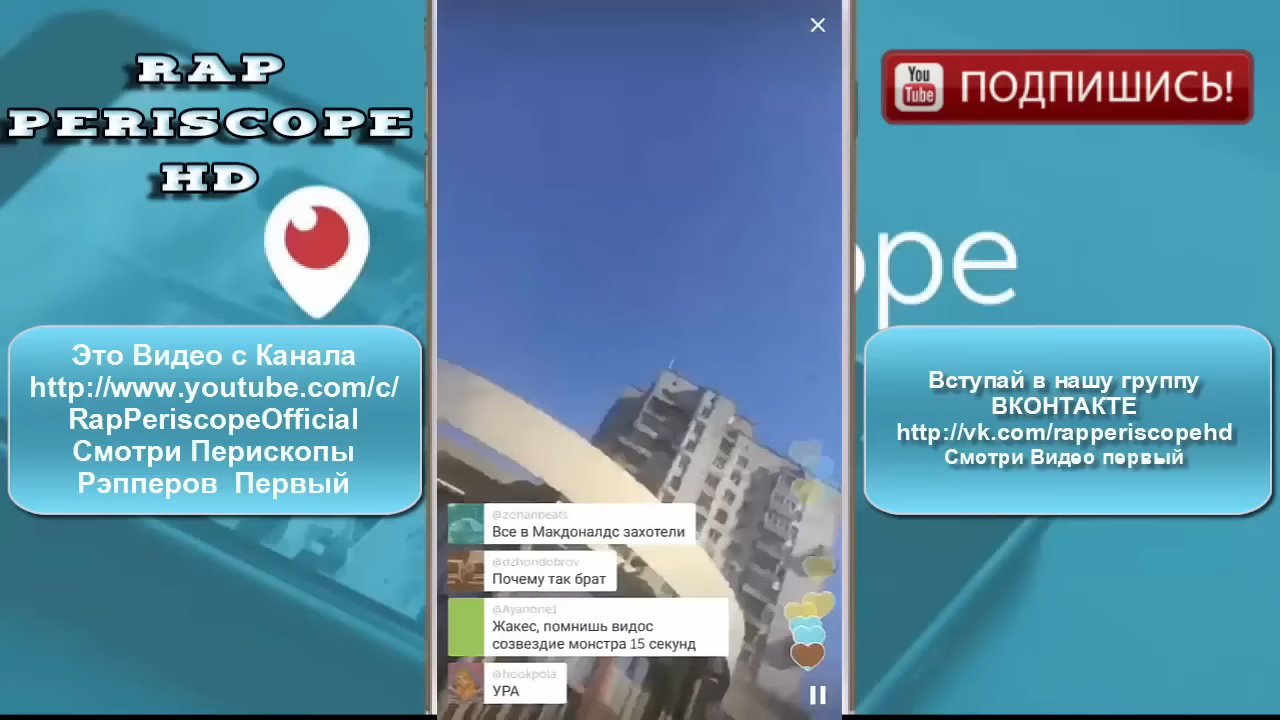 RAP
PERISCOPE
HD
Это Видео с Канала
http://www.youtube.com/c/
RapPeriscopeOfficial
Смотри Перископы
Рэпперов Первый
@zonanbeats
Все в Макдоналдс захотели
@dzhondobrov
Почему так брат
@Ayanone1
Жакес, помнишь видос
созвездие монстра 15 секунд
@hookpola
УРА
You
Tube
ПОДПИШИСЬ!
ope
Вступай в нашу группу
ВКОНТАКТЕ
http://vk.com/rapperiscopehd
Смотри Видео первый